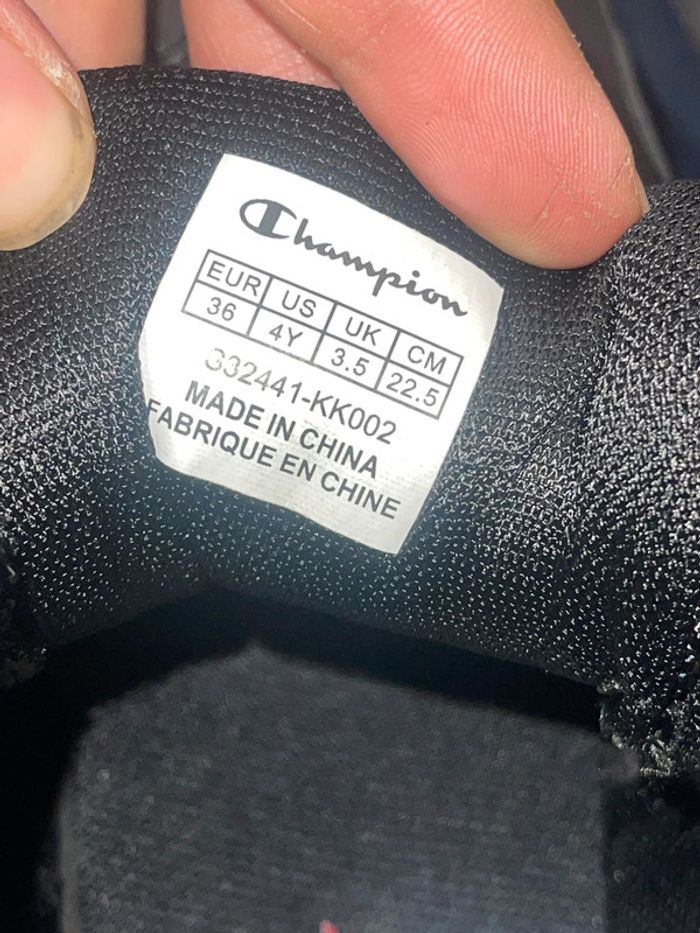 Champion
EUR US UK CM
36 4Y 3.5 22.5
332441-KK002
MADE IN CHINA
FABRIQUE EN CHINE